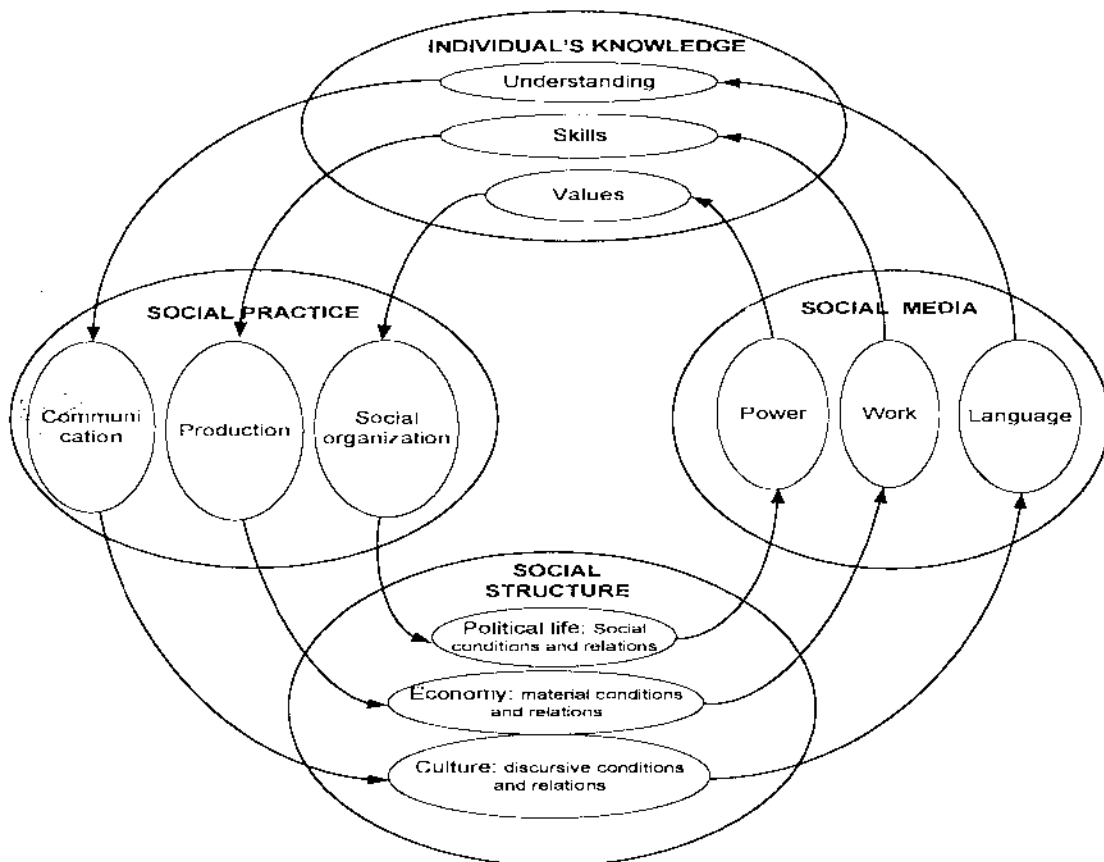 INDIVIDUAL'S KNOWLEDGE
Understanding
Skills
Values
SOCIAL PRACTICE
Communi
cation
Production
Social
organization
SOCIAL MEDIA
Power
Work
Language
SOCIAL
STRUCTURE
Political life: Social
conditions and relations
Economy: material conditions
and relations
Culture: discursive conditions
and relations